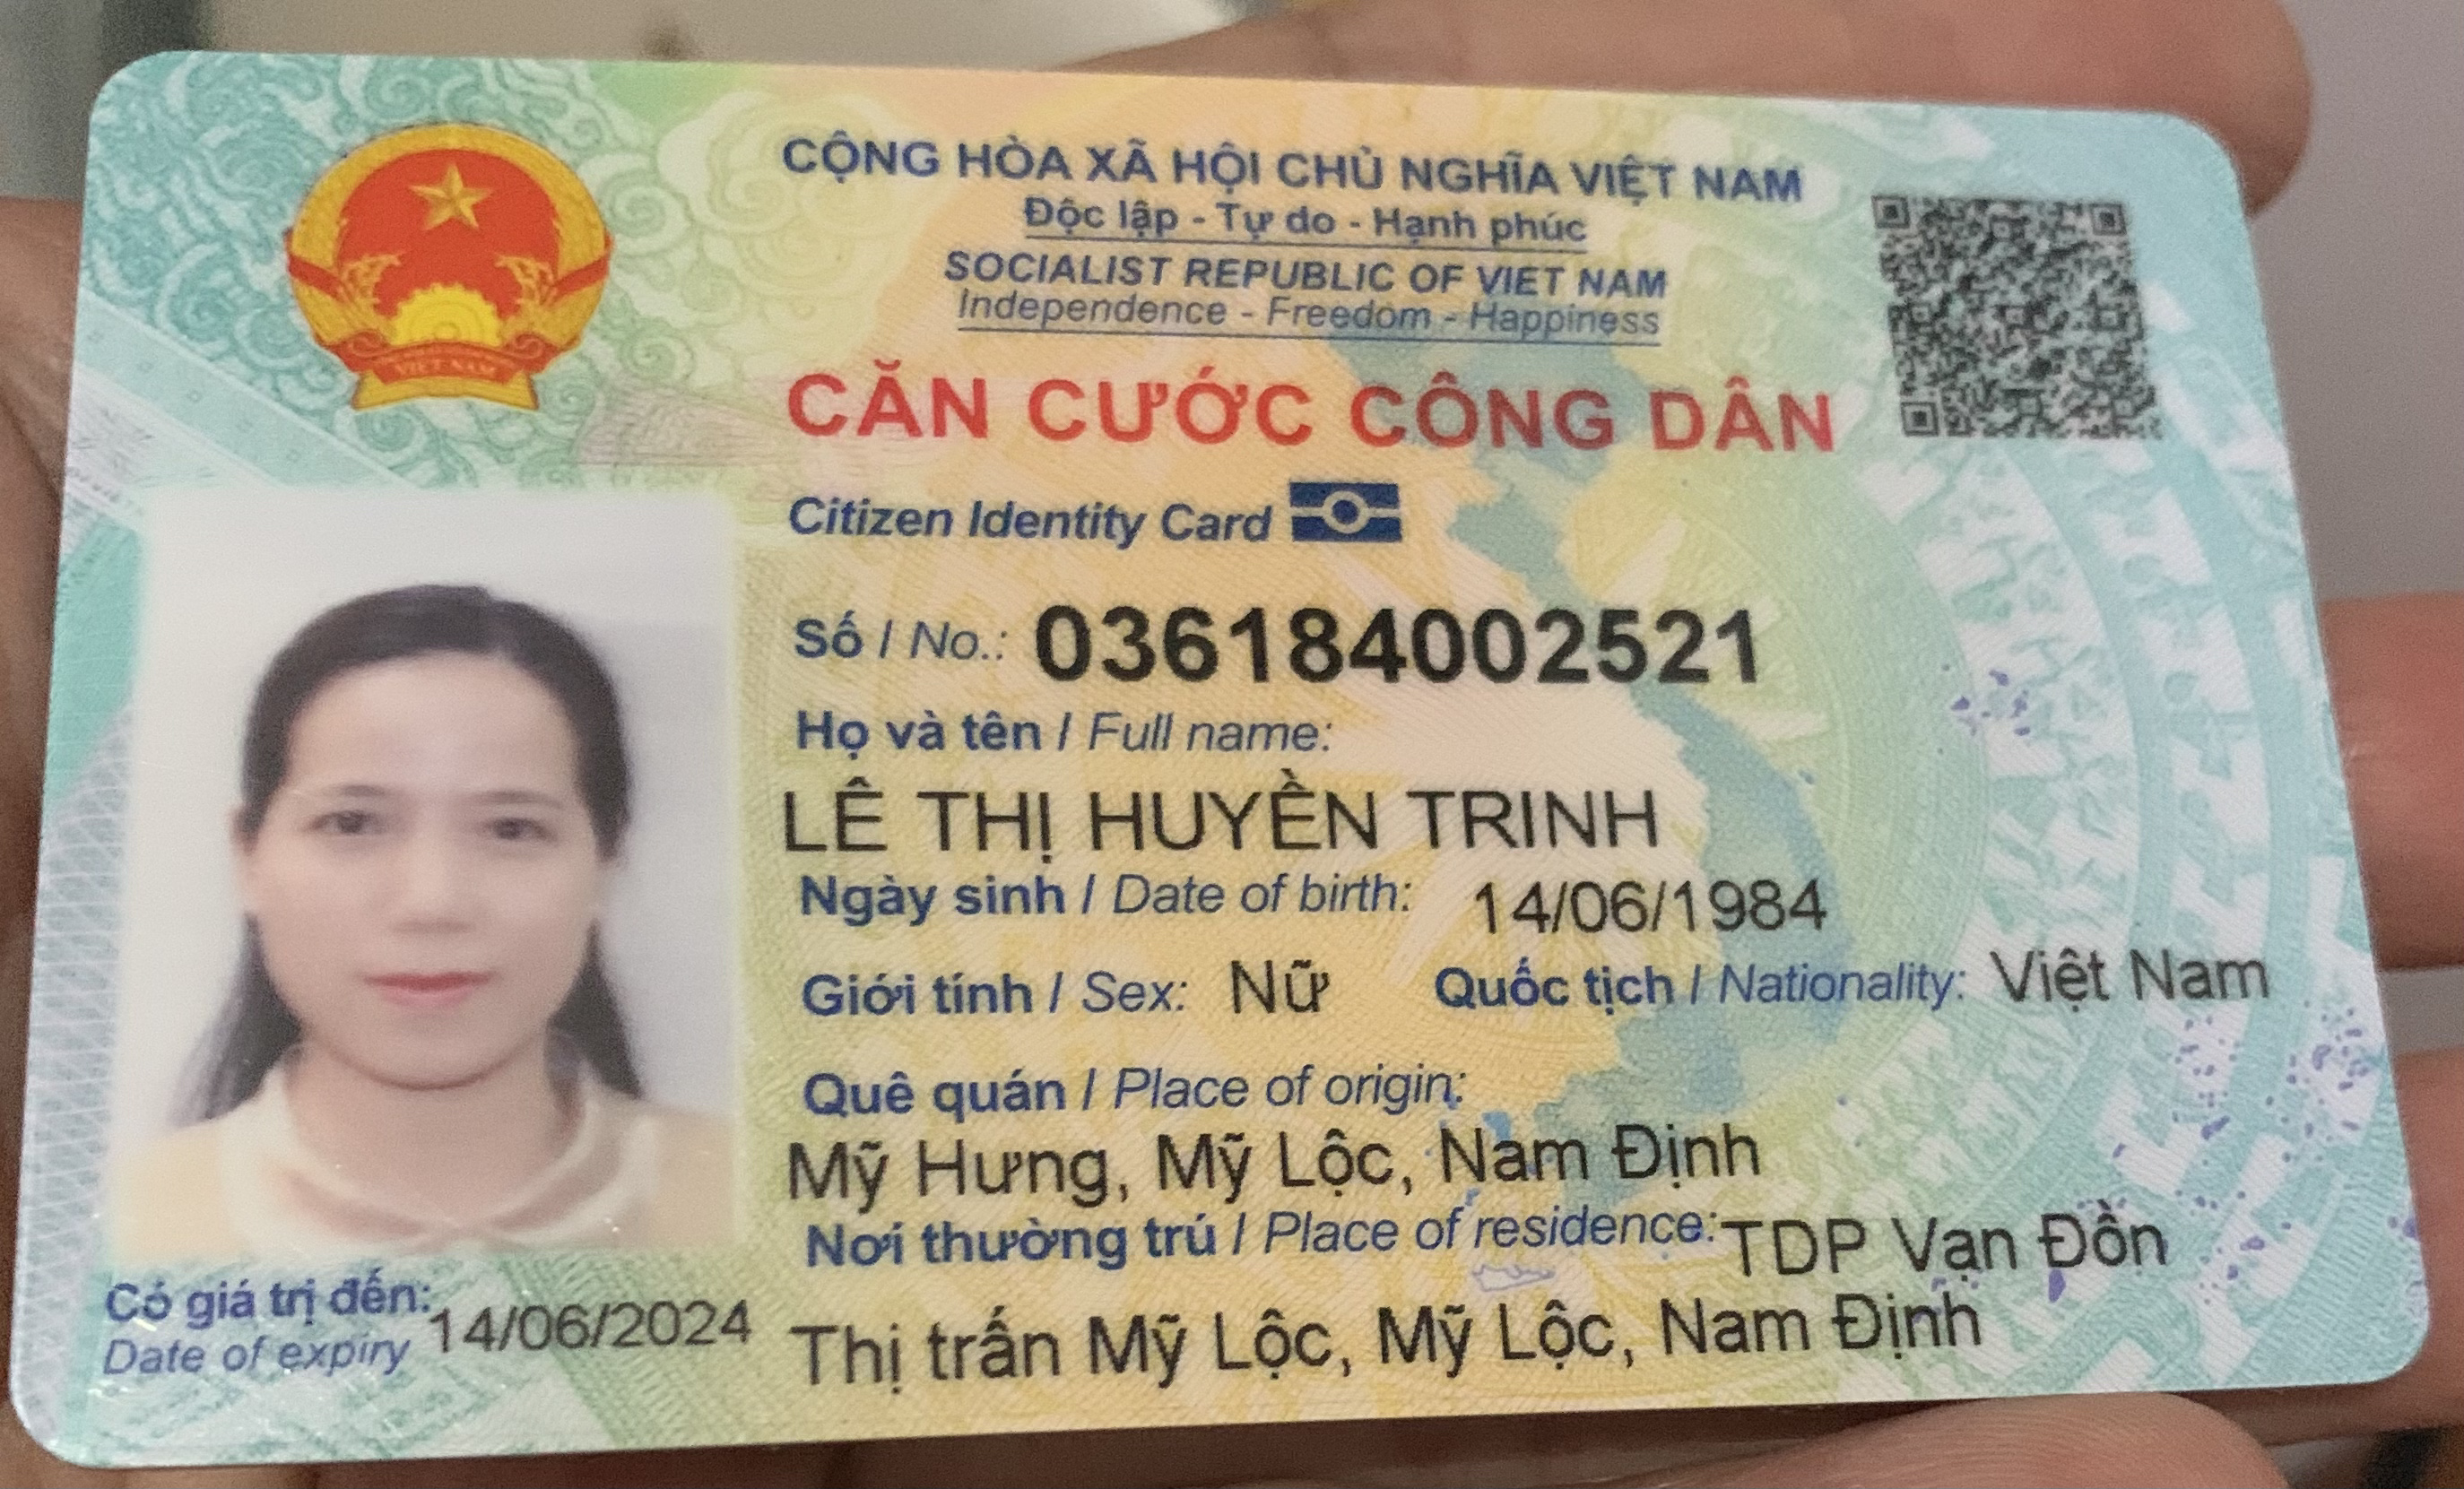 CỘNG HÒA XÃ HỘI CHỦ NGHĨA VIỆT NAM
Độc lập - Tự do - Hạnh phúc
SOCIALIST REPUBLIC OF VIET NAM
Independence - Freedom - Happiness
VIỆT NAM
CĂN CƯỚC CÔNG DÂN
Citizen Identity Card
Số / No.: 036184002521
Họ và tên / Full name:
LÊ THỊ HUYỀN TRINH
Ngày sinh / Date of birth: 14/06/1984
Giới tính / Sex: Nữ Quốc tịch / Nationality: Việt Nam
Quê quán / Place of origin:
Mỹ Hưng, Mỹ Lộc, Nam Định
Nơi thường trú / Place of residence: TDP Vạn Đồn
Thị trấn Mỹ Lộc, Mỹ Lộc, Nam Định
Có giá trị đến: 14/06/2024
Date of expiry